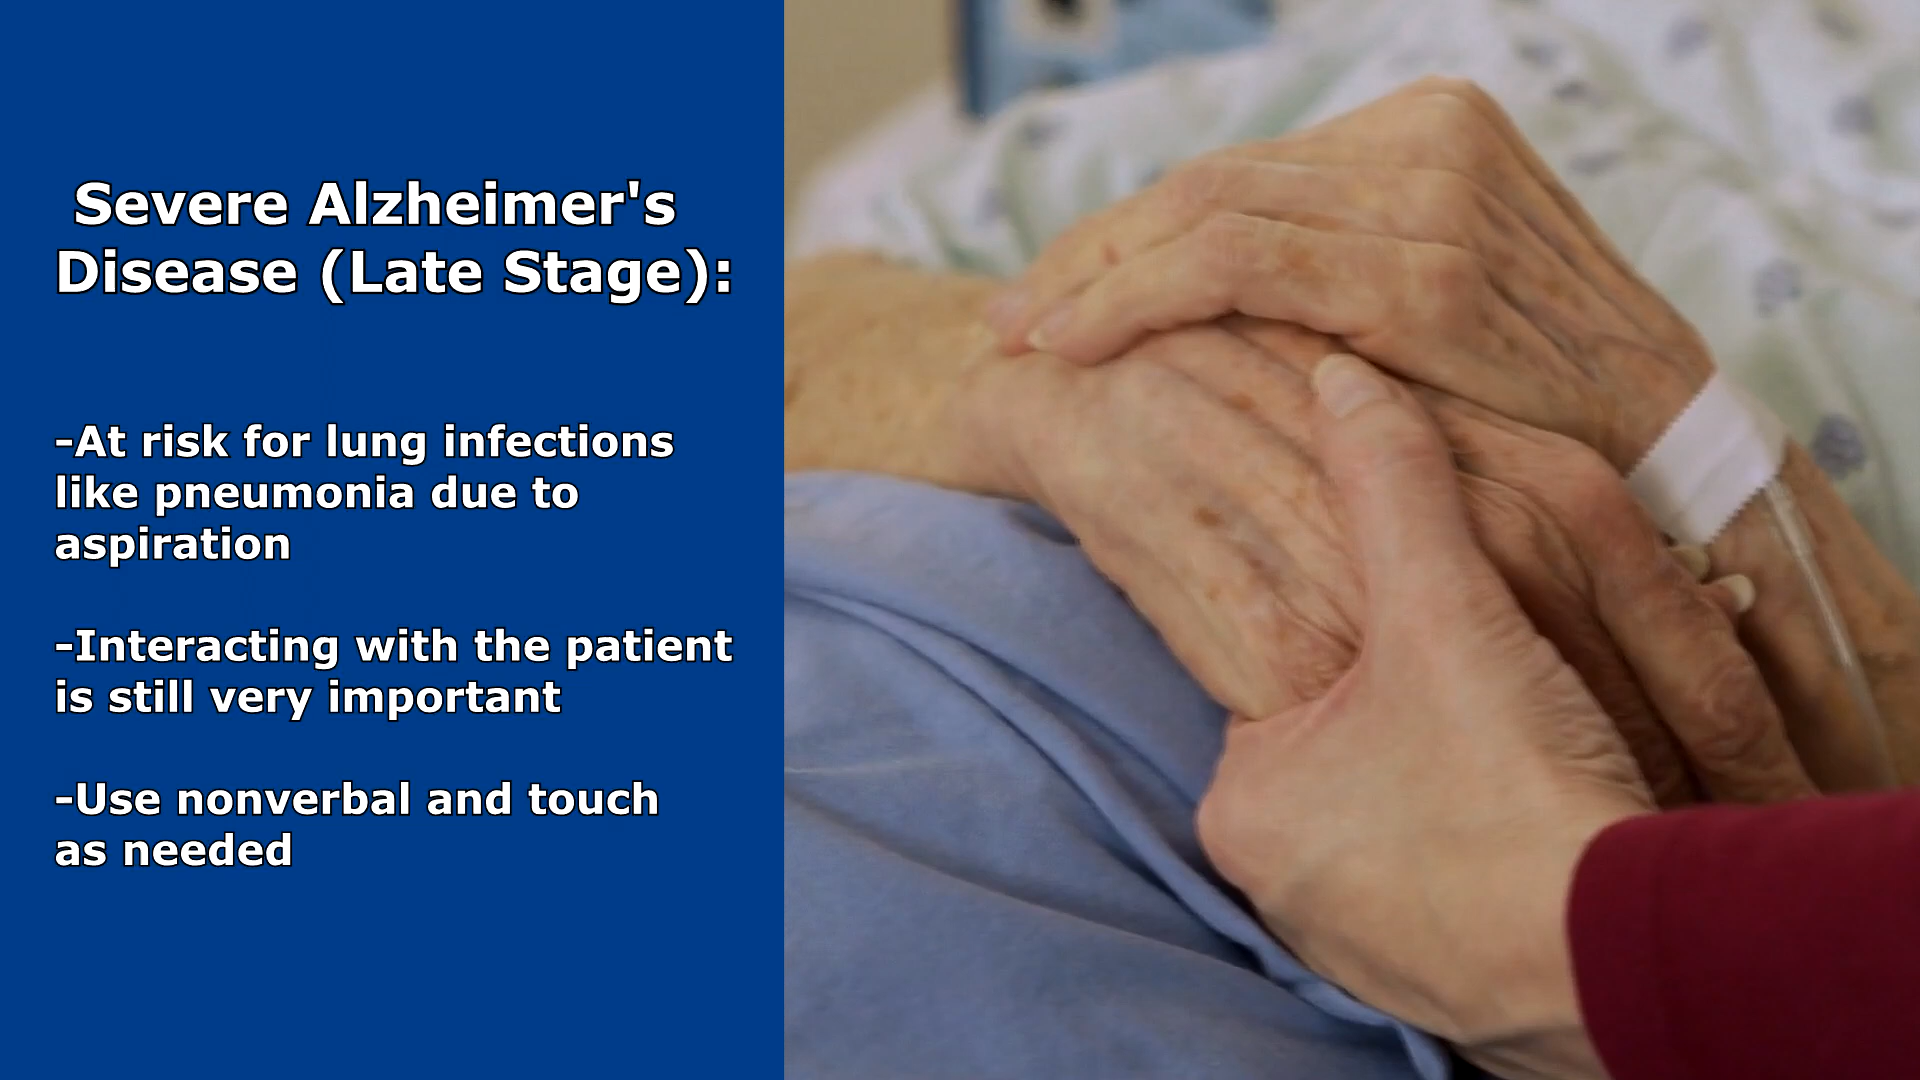 Severe Alzheimer's
Disease (Late Stage):
-At risk for lung infections
like pneumonia due to
aspiration
-Interacting with the patient
is still very important
-Use nonverbal and touch
as needed